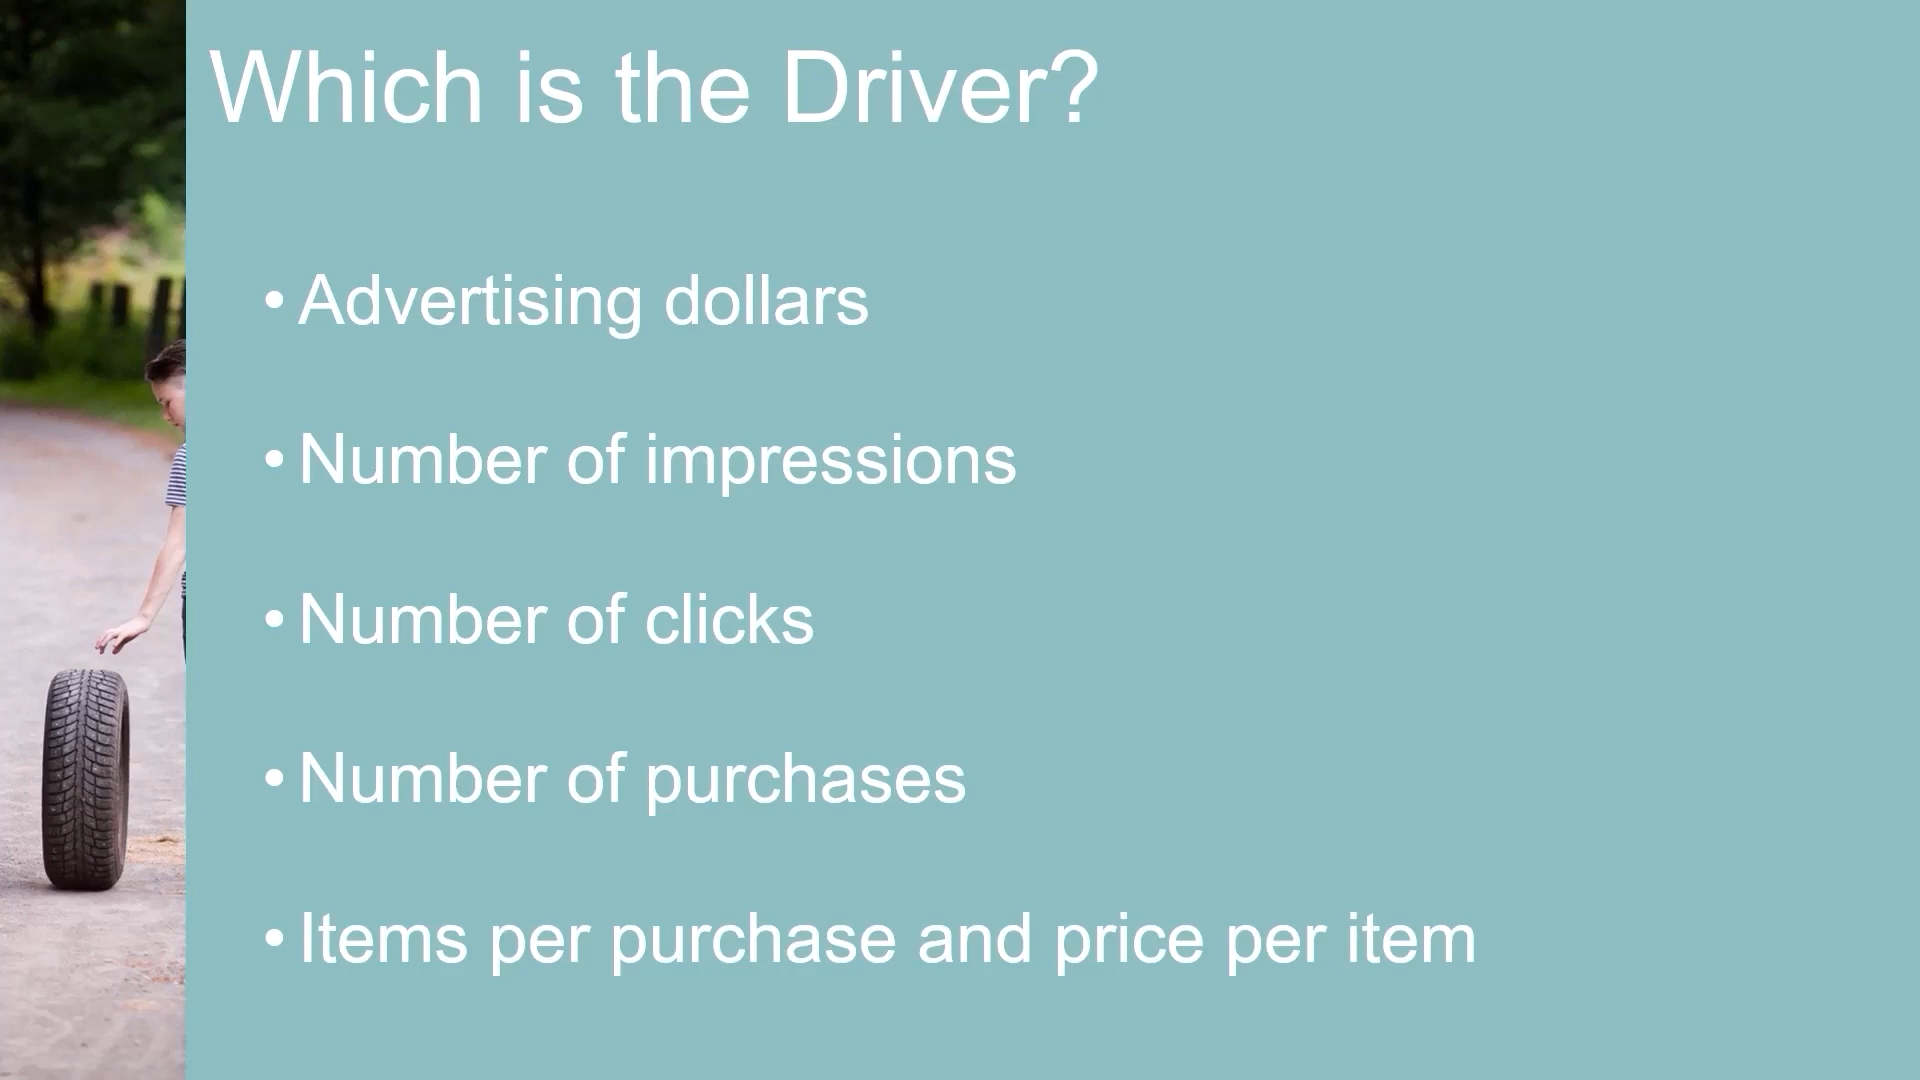 Which is the Driver?
• Advertising dollars
• Number of impressions
• Number of clicks
• Number of purchases
• Items per purchase and price per item